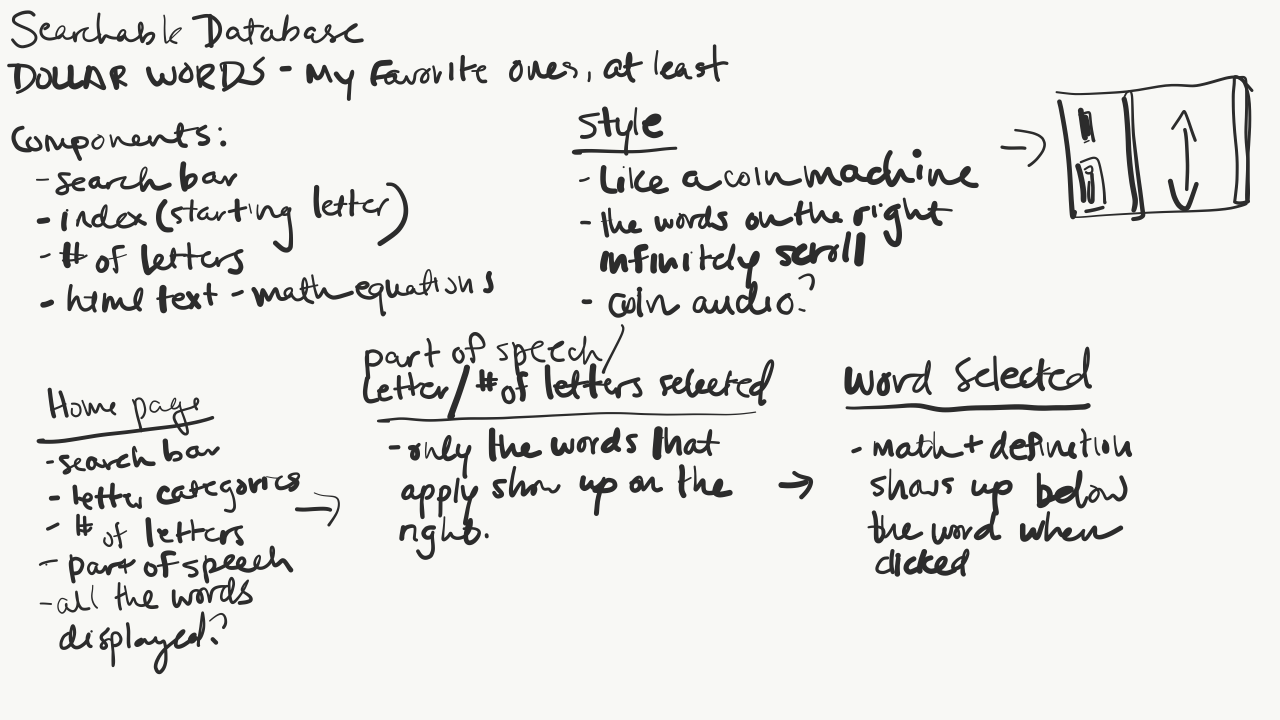 Searchable Database
DOLLAR WORDS - My Favorite ones, at least
Components:
- search bar
- index (starting letter)
- # of letters
- html text - math equations
Style
- Like a coin machine
- the words on the right
infinitely scroll
- coin audio?
Home page
- search bar
- letter categories
- # of letters
- part of speech
- all the words
displayed?
part of speech/
Letter/# of letters selected
- only the words that
apply show up on the
right.
Word Selected
- math + definition
shows up below
the word when
clicked